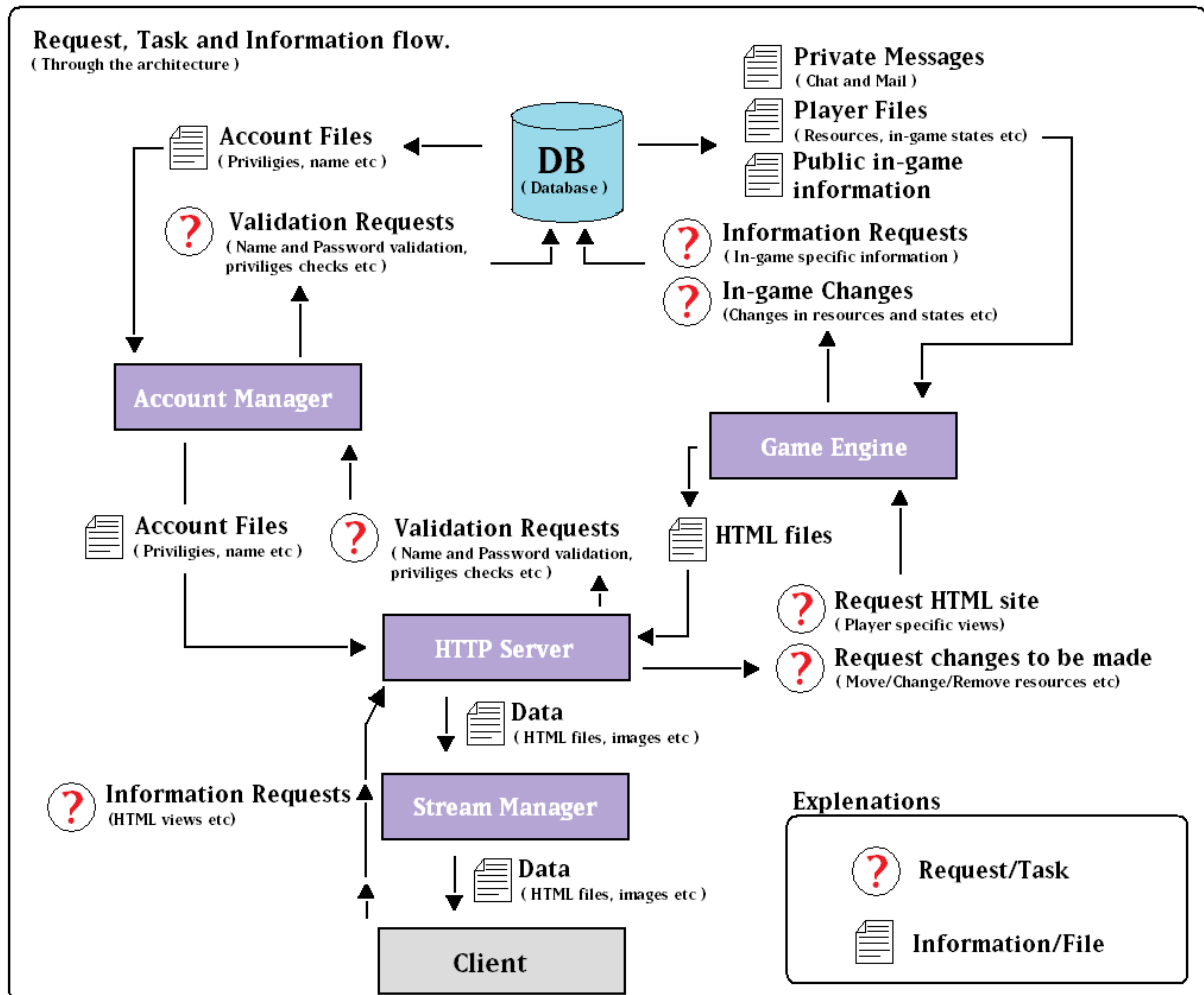 Request, Task and Information flow.
( Through the architecture )
Private Messages
( Chat and Mail )
Player Files
( Resources, in-game states etc)
Public in-game
information
Account Files
( Priviligies, name etc )
DB
( Database )
?
Validation Requests
( Name and Password validation,
priviliges checks etc )
?
Information Requests
( In-game specific information )
?
In-game Changes
(Changes in resources and states etc)
Account Manager
Game Engine
Account Files
( Priviligies, name etc )
?
Validation Requests
( Name and Password validation,
priviliges checks etc )
HTML files
?
Request HTML site
( Player specific views)
?
Request changes to be made
( Move/Change/Remove resources etc)
HTTP Server
Data
( HTML files, images etc )
?
Information Requests
(HTML views etc)
Stream Manager
Data
( HTML files, images etc )
Client
Explenations
?
Request/Task
Information/File